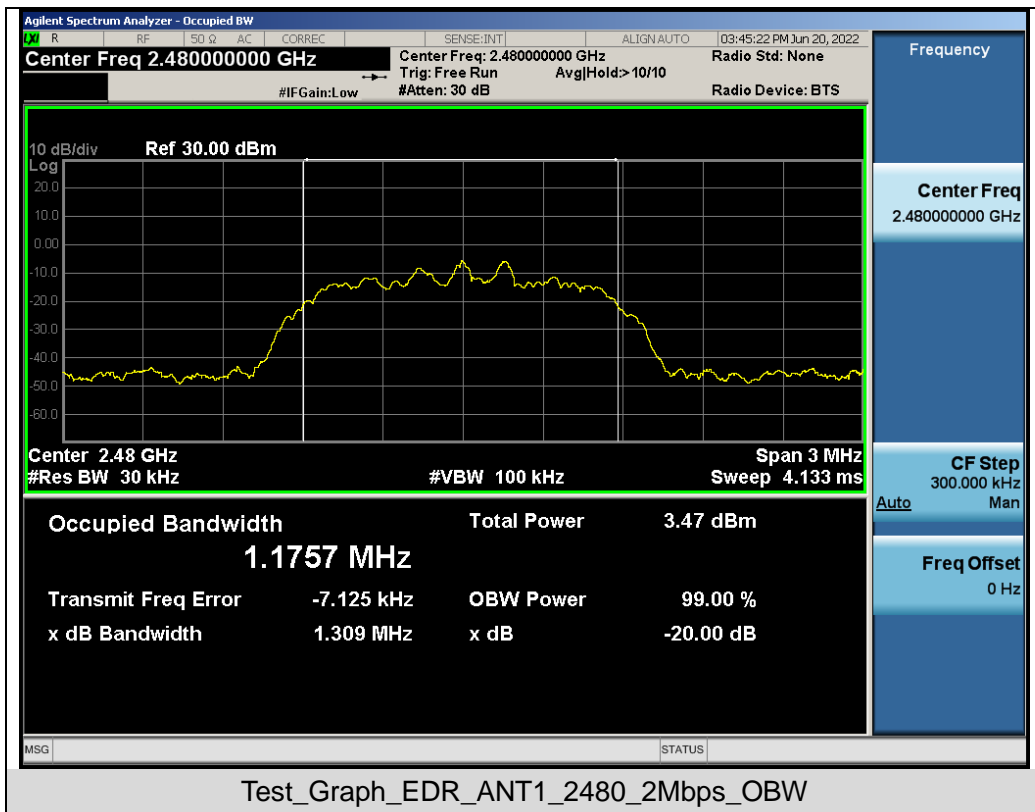 Agilent Spectrum Analyzer - Occupied BW
LXI R RF 50 Ω AC CORREC SENSE:INT ALIGN AUTO 03:45:22 PM Jun 20, 2022
Center Freq 2.480000000 GHz
Center Freq: 2.480000000 GHz
Radio Std: None
Trig: Free Run Avg|Hold:> 10/10
#IFGain:Low
#Atten: 30 dB
Radio Device: BTS
Frequency
10 dB/div Ref 30.00 dBm
Log
20.0
10.0
0.00
-10.0
-20.0
-30.0
-40.0
-50.0
-60.0
Center 2.48 GHz Span 3 MHz
#Res BW 30 kHz #VBW 100 kHz Sweep 4.133 ms
Center Freq
2.480000000 GHz
CF Step
300.000 kHz
Auto Man
Freq Offset
0 Hz
Occupied Bandwidth Total Power 3.47 dBm
1.1757 MHz
Transmit Freq Error -7.125 kHz OBW Power 99.00 %
x dB Bandwidth 1.309 MHz x dB -20.00 dB
MSG STATUS
Test_Graph_EDR_ANT1_2480_2Mbps_OBW